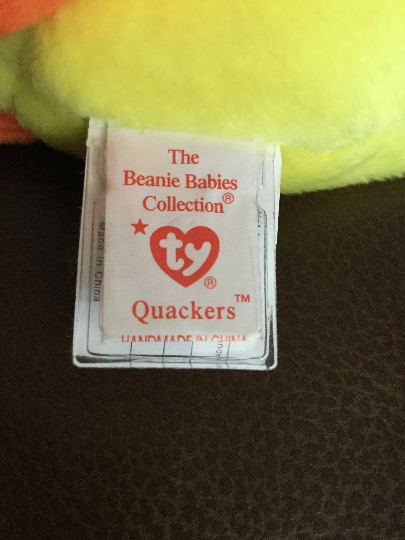 The
Beanie Babies
Collection®
★ ty ®
Quackers™
HANDMADE IN CHINA
Made in China